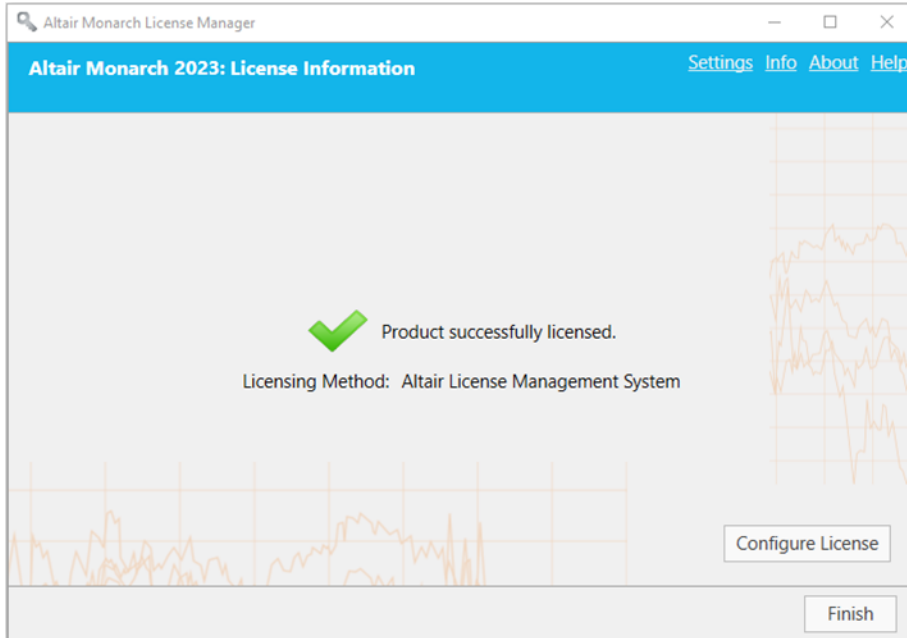 Altair Monarch License Manager
Altair Monarch 2023: License Information
Settings Info About Help
Product successfully licensed.
Licensing Method: Altair License Management System
Configure License
Finish